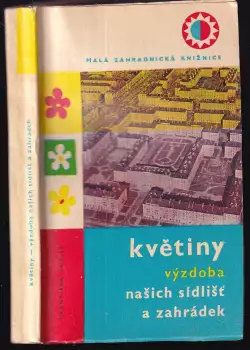 MALÁ ZAHRADNICKÁ KNIŽNICE
květiny
výzdoba
našich sídlišť
a zahrádek
květiny – výzdoba našich sídlišť a zahrádek